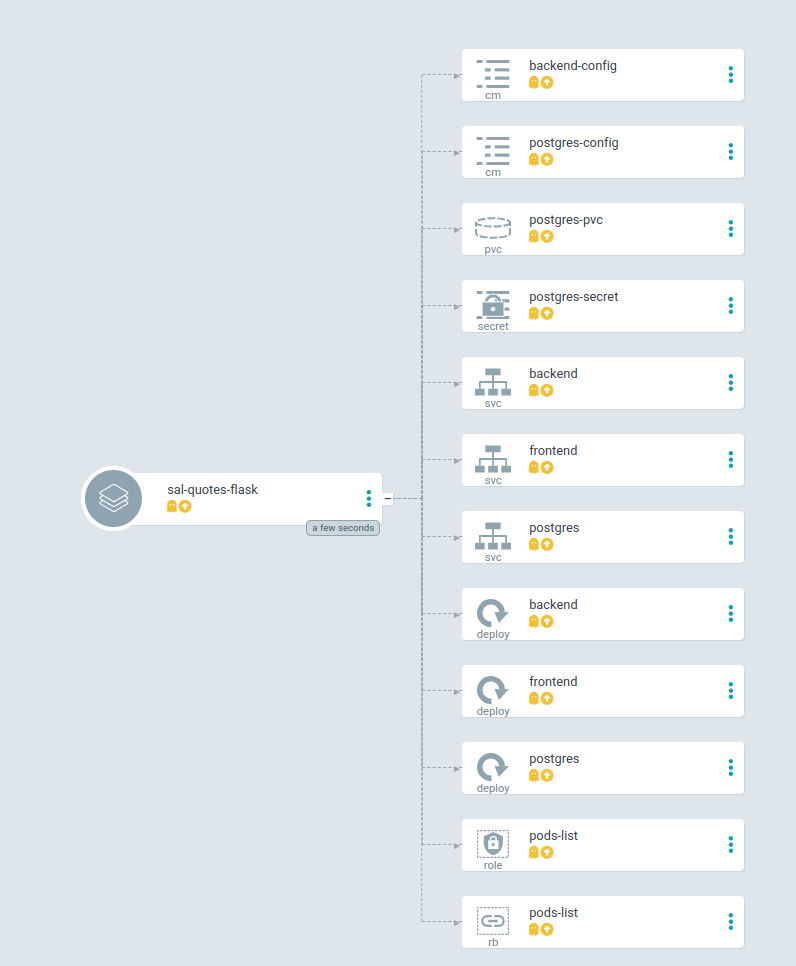 backend-config
cm
postgres-config
cm
postgres-pvc
pvc
postgres-secret
secret
backend
svc
frontend
svc
sal-quotes-flask
a few seconds
postgres
svc
backend
deploy
frontend
deploy
postgres
deploy
pods-list
role
pods-list
rb